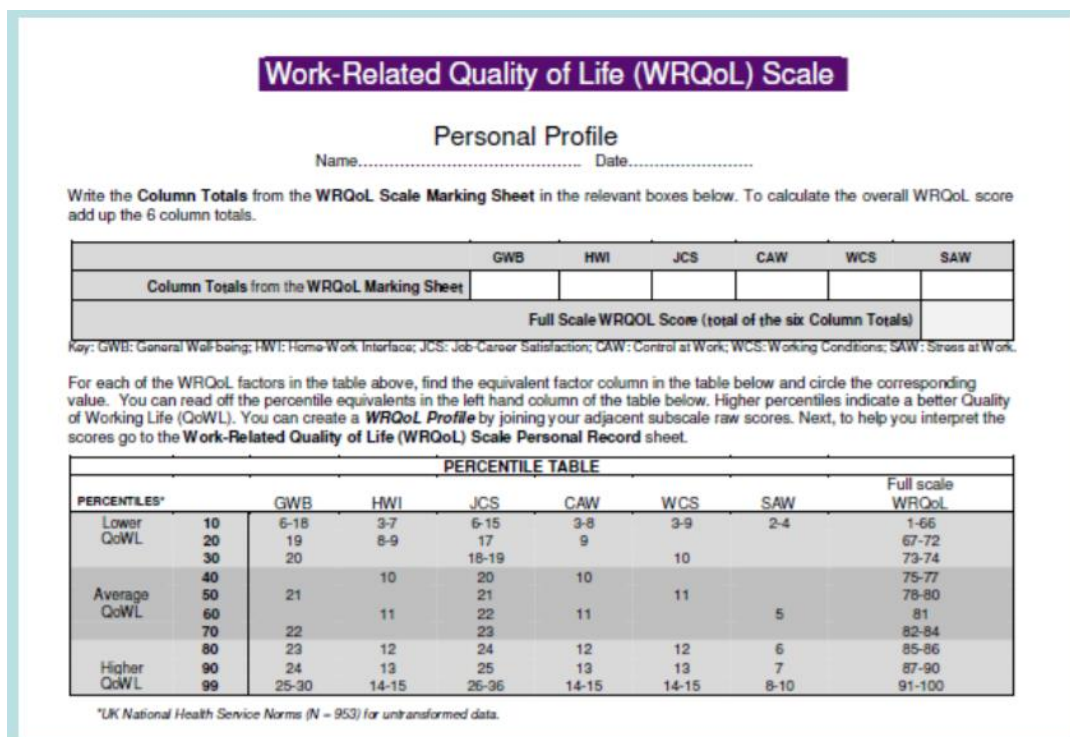 Work-Related Quality of Life (WRQoL) Scale
Personal Profile
Name........................................... Date........................
Write the Column Totals from the WRQoL Scale Marking Sheet in the relevant boxes below. To calculate the overall WRQoL score
add up the 6 column totals.
GWB HWI JCS CAW WCS SAW
Column Totals from the WRQoL Marking Sheet
Full Scale WRQOL Score (total of the six Column Totals)
Key: GWB: General Well-being; HWI: Home-Work Interface; JCS: Job-Career Satisfaction; CAW: Control at Work; WCS: Working Conditions; SAW: Stress at Work.
For each of the WRQoL factors in the table above, find the equivalent factor column in the table below and circle the corresponding
value. You can read off the percentile equivalents in the left hand column of the table below. Higher percentiles indicate a better Quality
of Working Life (QoWL). You can create a WRQoL Profile by joining your adjacent subscale raw scores. Next, to help you interpret the
scores go to the Work-Related Quality of Life (WRQoL) Scale Personal Record sheet.
PERCENTILE TABLE
Full scale
PERCENTILES* GWB HWI JCS CAW WCS SAW WRQoL
Lower 10 6-18 3-7 6-15 3-8 3-9 2-4 1-66
QoWL 20 19 8-9 17 9 67-72
30 20 18-19 10 73-74
40 10 20 10 75-77
Average 50 21 21 11 78-80
QoWL 60 11 22 11 5 81
70 22 23 82-84
80 23 12 24 12 12 6 85-86
Higher 90 24 13 25 13 13 7 87-90
QoWL 99 25-30 14-15 26-36 14-15 14-15 8-10 91-100
*UK National Health Service Norms (N = 953) for untransformed data.